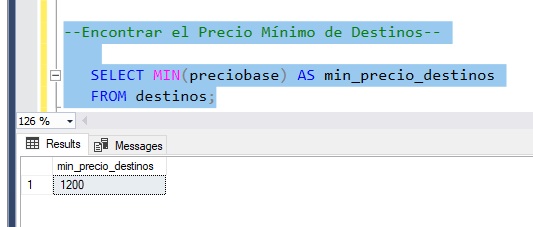 --Encontrar el Precio Mínimo de Destinos--
SELECT MIN(preciobase) AS min_precio_destinos
FROM destinos;
126 %
Results Messages
min_precio_destinos
1 1200